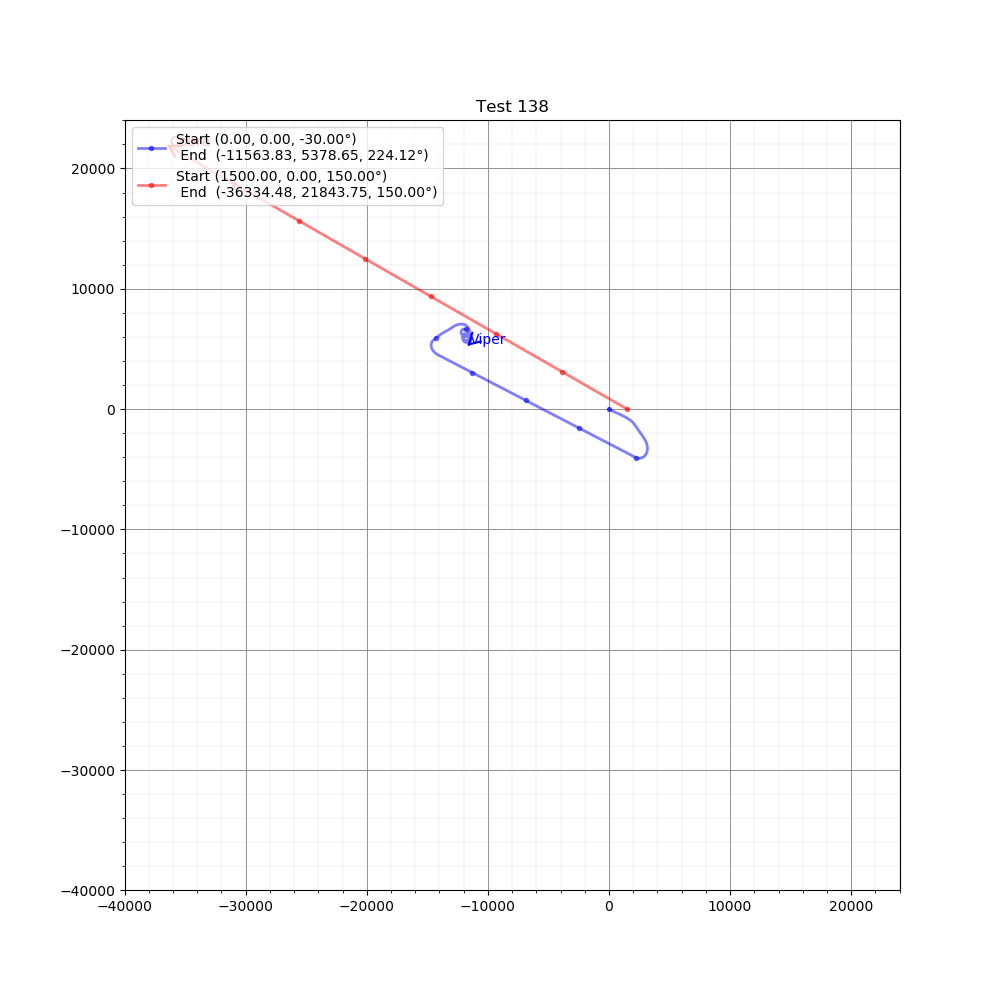 Test 138
Start (0.00, 0.00, -30.00°)
End (-11563.83, 5378.65, 224.12°)
Start (1500.00, 0.00, 150.00°)
End (-36334.48, 21843.75, 150.00°)
20000
10000
Viper
0
−10000
−20000
−30000
−40000
−40000 −30000 −20000 −10000 0 10000 20000